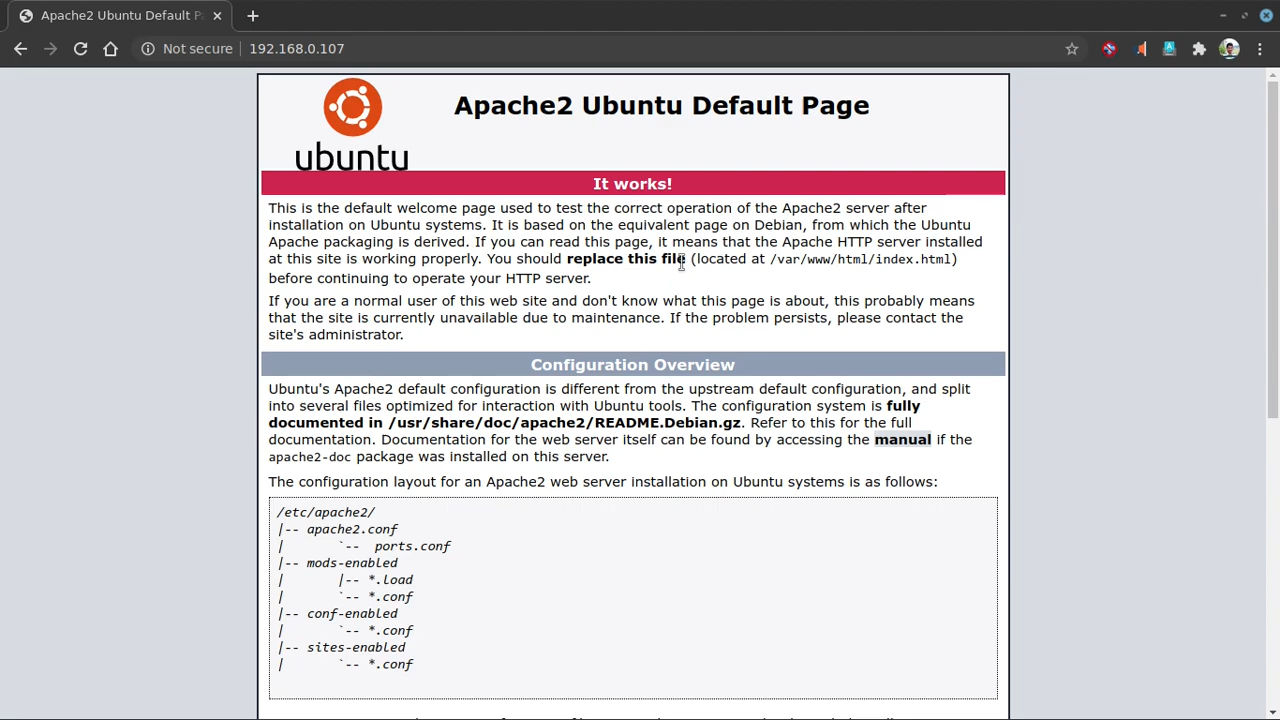 Apache2 Ubuntu Default P
Not secure 192.168.0.107
Apache2 Ubuntu Default Page
ubuntu
It works!
This is the default welcome page used to test the correct operation of the Apache2 server after
installation on Ubuntu systems. It is based on the equivalent page on Debian, from which the Ubuntu
Apache packaging is derived. If you can read this page, it means that the Apache HTTP server installed
at this site is working properly. You should replace this file (located at /var/www/html/index.html)
before continuing to operate your HTTP server.
If you are a normal user of this web site and don't know what this page is about, this probably means
that the site is currently unavailable due to maintenance. If the problem persists, please contact the
site's administrator.
Configuration Overview
Ubuntu's Apache2 default configuration is different from the upstream default configuration, and split
into several files optimized for interaction with Ubuntu tools. The configuration system is fully
documented in /usr/share/doc/apache2/README.Debian.gz. Refer to this for the full
documentation. Documentation for the web server itself can be found by accessing the manual if the
apache2-doc package was installed on this server.
The configuration layout for an Apache2 web server installation on Ubuntu systems is as follows:
/etc/apache2/
|-- apache2.conf
|       `--  ports.conf
|-- mods-enabled
|       |-- *.load
|       `-- *.conf
|-- conf-enabled
|       `-- *.conf
|-- sites-enabled
|       `-- *.conf